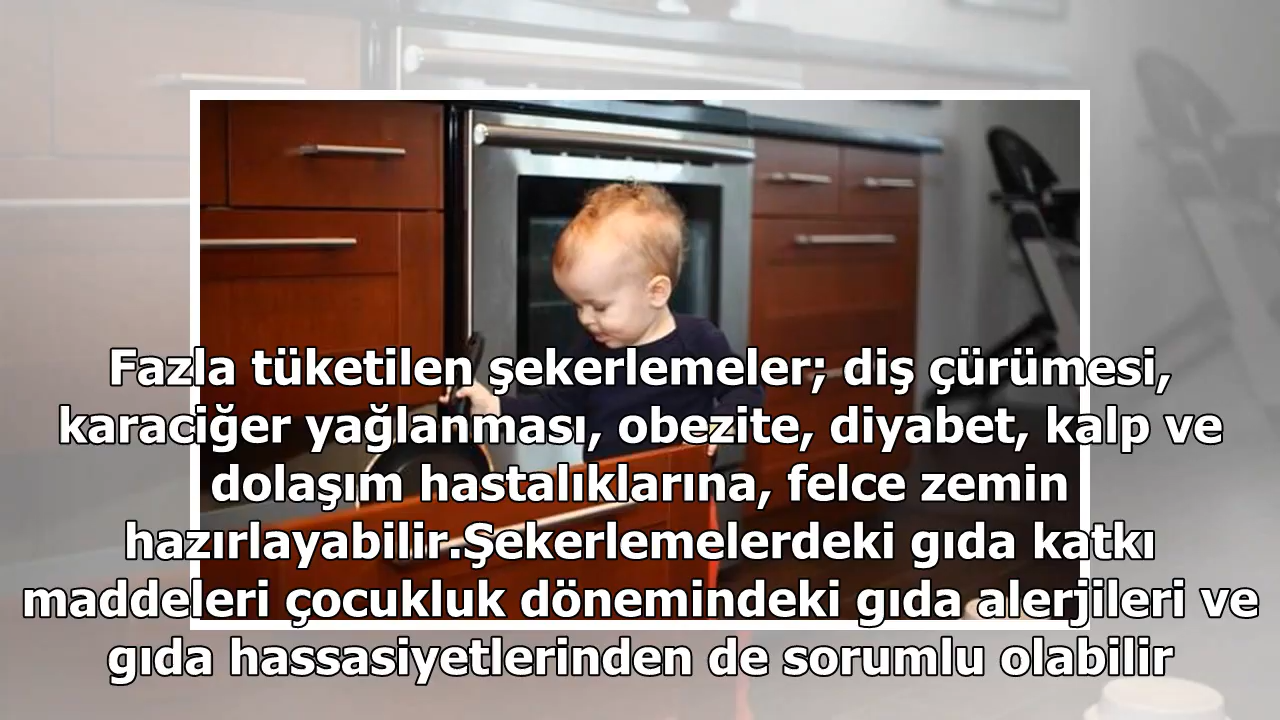 Fazla tüketilen şekerlemeler; diş çürümesi,
karaciğer yağlanması, obezite, diyabet, kalp ve
dolaşım hastalıklarına, felce zemin
hazırlayabilir.Şekerlemelerdeki gıda katkı
maddeleri çocukluk dönemindeki gıda alerjileri ve
gıda hassasiyetlerinden de sorumlu olabilir